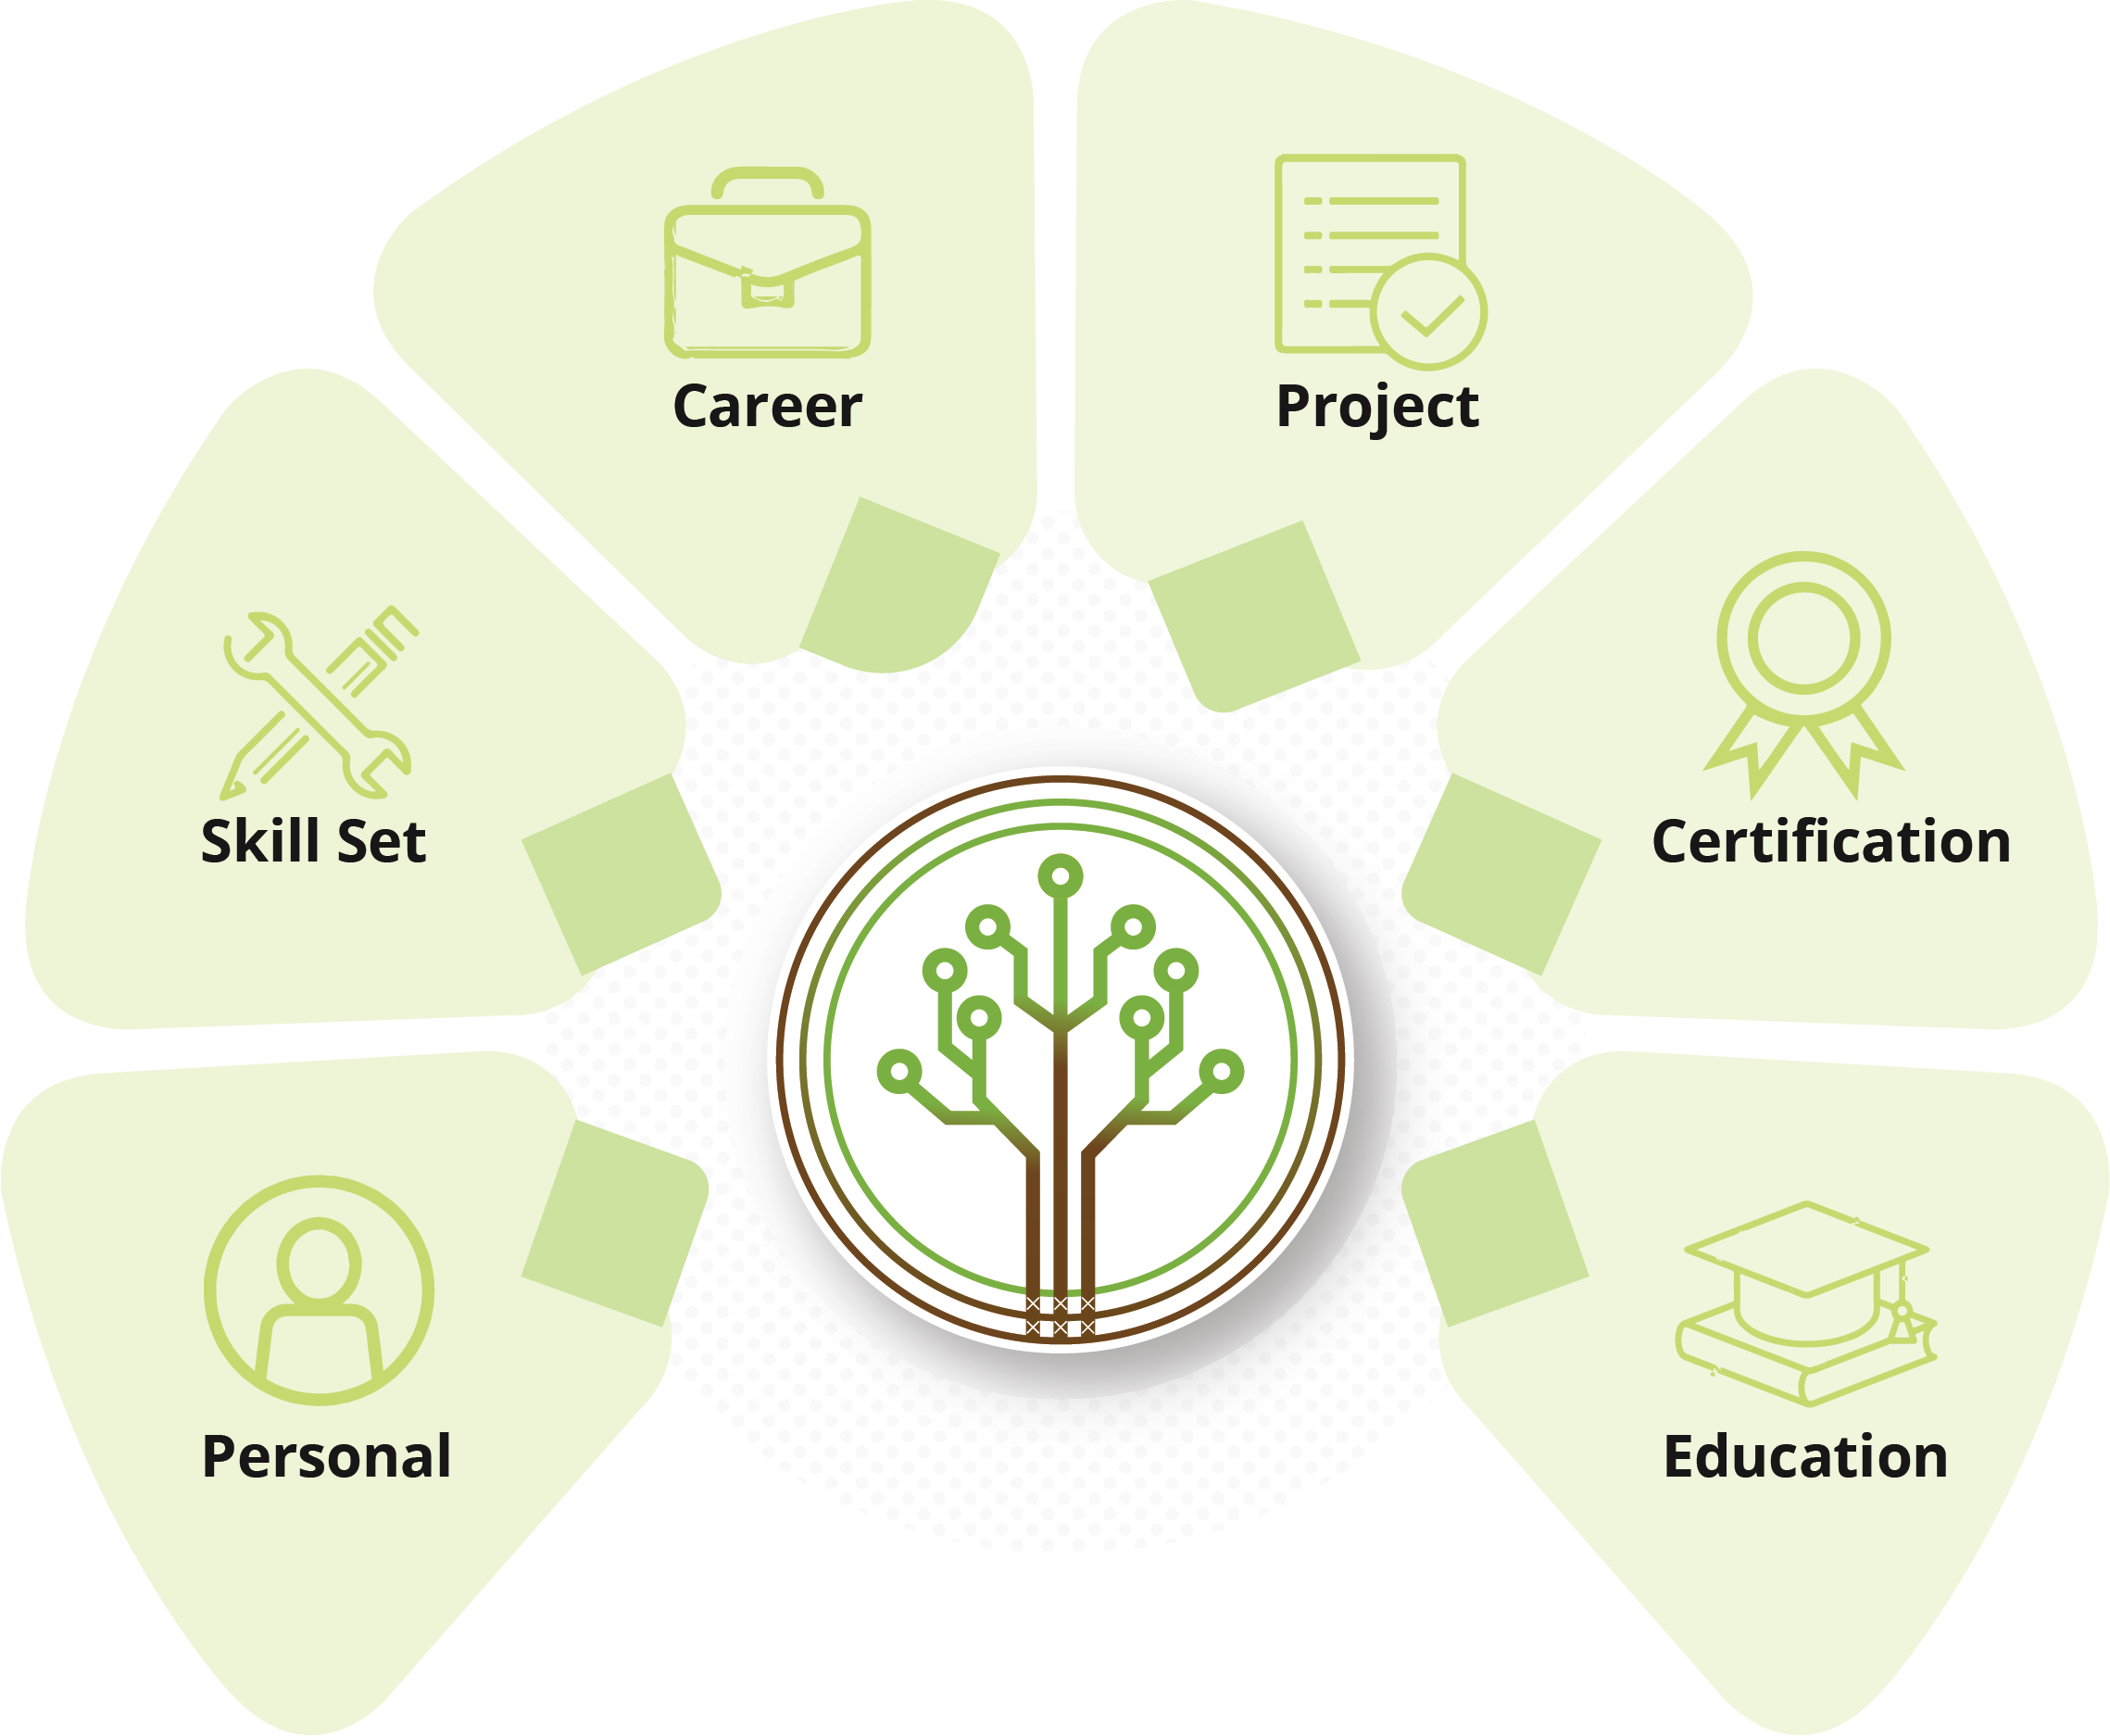 Career
Project
Skill Set
Certification
Personal
Education